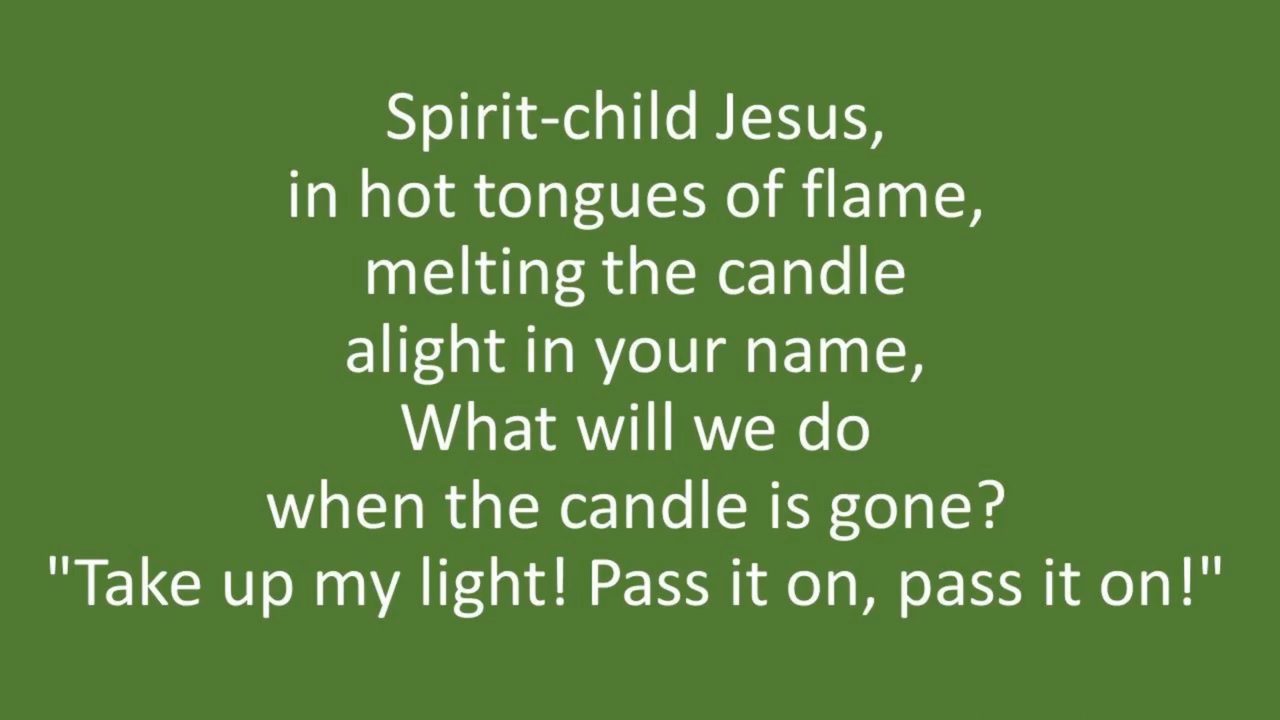 Spirit-child Jesus,
in hot tongues of flame,
melting the candle
alight in your name,
What will we do
when the candle is gone?
"Take up my light! Pass it on, pass it on!"